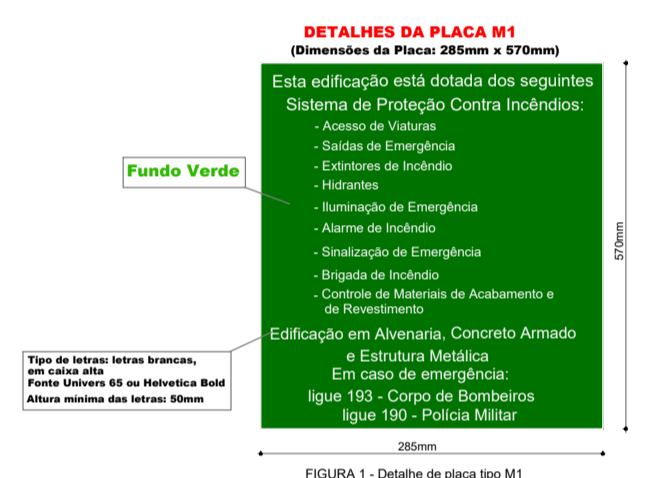 DETALHES DA PLACA M1
(Dimensões da Placa: 285mm x 570mm)
Esta edificação está dotada dos seguintes
Sistema de Proteção Contra Incêndios:
- Acesso de Viaturas
- Saídas de Emergência
- Extintores de Incêndio
- Hidrantes
- Iluminação de Emergência
- Alarme de Incêndio
- Sinalização de Emergência
- Brigada de Incêndio
- Controle de Materiais de Acabamento e
de Revestimento
Edificação em Alvenaria, Concreto Armado
e Estrutura Metálica
Em caso de emergência:
ligue 193 - Corpo de Bombeiros
ligue 190 - Polícia Militar
Fundo Verde
Tipo de letras: letras brancas,
em caixa alta
Fonte Univers 65 ou Helvetica Bold
Altura mínima das letras: 50mm
570mm
285mm
FIGURA 1 - Detalhe de placa tipo M1